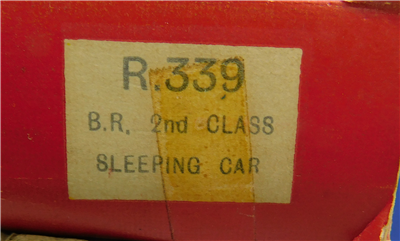 R.339
B.R. 2nd CLASS
SLEEPING CAR